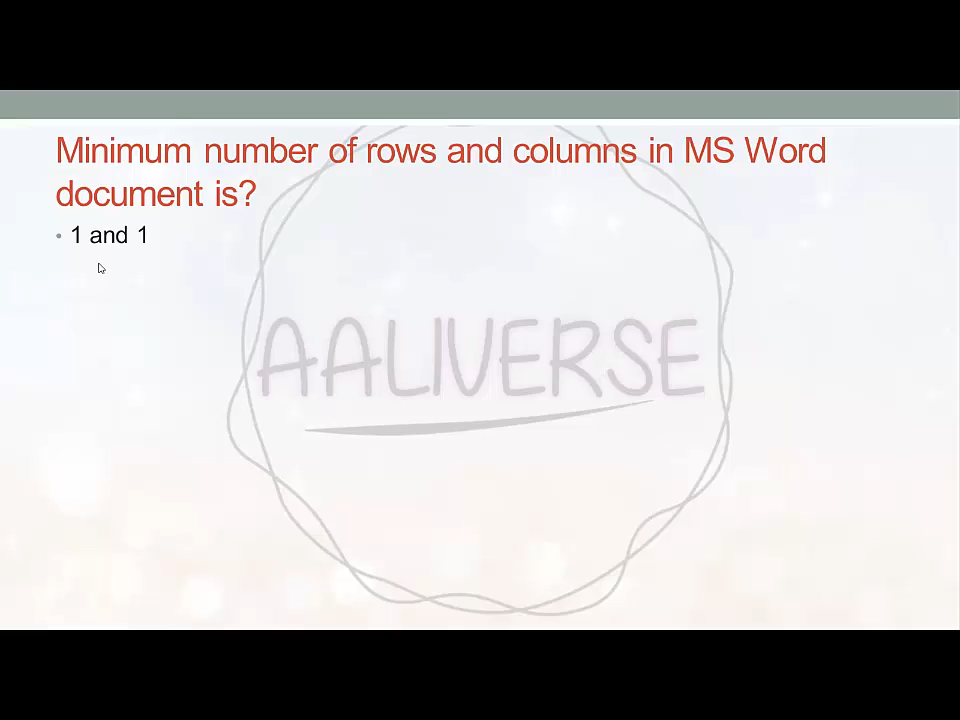 Minimum number of rows and columns in MS Word
document is?
• 1 and 1
AALIVERSE